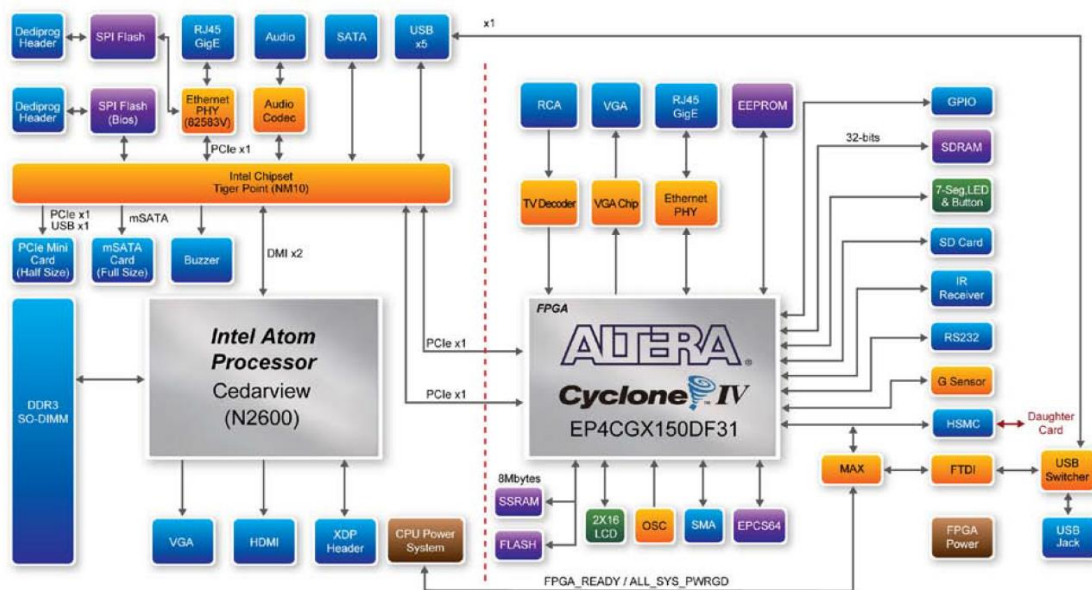 Dediprog
Header
SPI Flash
RJ45
GigE
Audio
SATA
USB
x5
x1
Dediprog
Header
SPI Flash
(Bios)
Ethernet
PHY
(82583V)
Audio
Codec
PCIe x1
Intel Chipset
Tiger Point (NM10)
PCIe x1
USB x1
mSATA
DMI x2
PCIe Mini
Card
(Half Size)
mSATA
Card
(Full Size)
Buzzer
Intel Atom
Processor
Cedarview
(N2600)
DDR3
SO-DIMM
VGA
HDMI
XDP
Header
CPU Power
System
PCIe x1
PCIe x1
RCA
VGA
RJ45
GigE
EEPROM
TV Decoder
VGA Chip
Ethernet
PHY
FPGA
ALTERA®
Cyclone™ IV
EP4CGX150DF31
32-bits
GPIO
SDRAM
7-Seg,LED
& Button
SD Card
IR
Receiver
RS232
G Sensor
HSMC
Daughter
Card
MAX
FTDI
USB
Switcher
8Mbytes
SSRAM
FLASH
2X16
LCD
OSC
SMA
EPCS64
FPGA
Power
USB
Jack
FPGA_READY / ALL_SYS_PWRGD